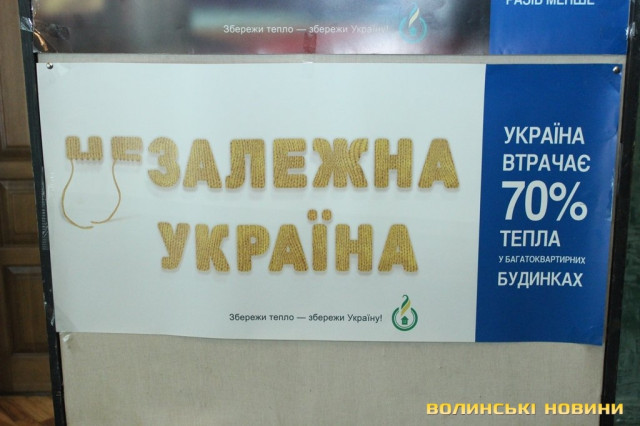 РАЗІВ МЕНШЕ
Збережи тепло — збережи Україну!
НЕЗАЛЕЖНА
УКРАЇНА
Збережи тепло — збережи Україну!
УКРАЇНА
ВТРАЧАЄ
70%
ТЕПЛА
У БАГАТОКВАРТИРНИХ
БУДИНКАХ
ВОЛИНСЬКІ НОВИНИ